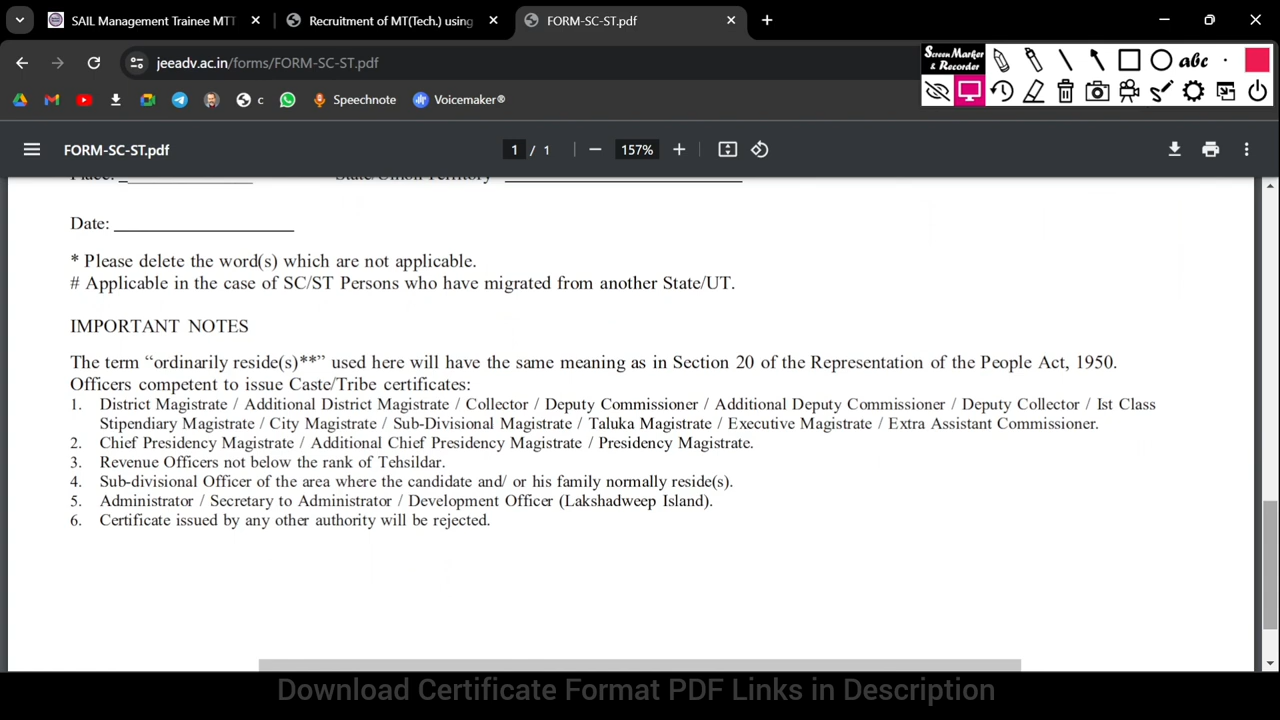 SAIL Management Trainee MTT
Recruitment of MT(Tech.) using
FORM-SC-ST.pdf
jeeadv.ac.in/forms/FORM-SC-ST.pdf
Screen Marker
& Recorder
abc
c
Speechnote
Voicemaker®
FORM-SC-ST.pdf
1 / 1
157%
Place: _______________ State/Union Territory _______________
Date: _______________
* Please delete the word(s) which are not applicable.
# Applicable in the case of SC/ST Persons who have migrated from another State/UT.
IMPORTANT NOTES
The term “ordinarily reside(s)**” used here will have the same meaning as in Section 20 of the Representation of the People Act, 1950.
Officers competent to issue Caste/Tribe certificates:
1. District Magistrate / Additional District Magistrate / Collector / Deputy Commissioner / Additional Deputy Commissioner / Deputy Collector / Ist Class
Stipendiary Magistrate / City Magistrate / Sub-Divisional Magistrate / Taluka Magistrate / Executive Magistrate / Extra Assistant Commissioner.
2. Chief Presidency Magistrate / Additional Chief Presidency Magistrate / Presidency Magistrate.
3. Revenue Officers not below the rank of Tehsildar.
4. Sub-divisional Officer of the area where the candidate and/ or his family normally reside(s).
5. Administrator / Secretary to Administrator / Development Officer (Lakshadweep Island).
6. Certificate issued by any other authority will be rejected.
Download Certificate Format PDF Links in Description